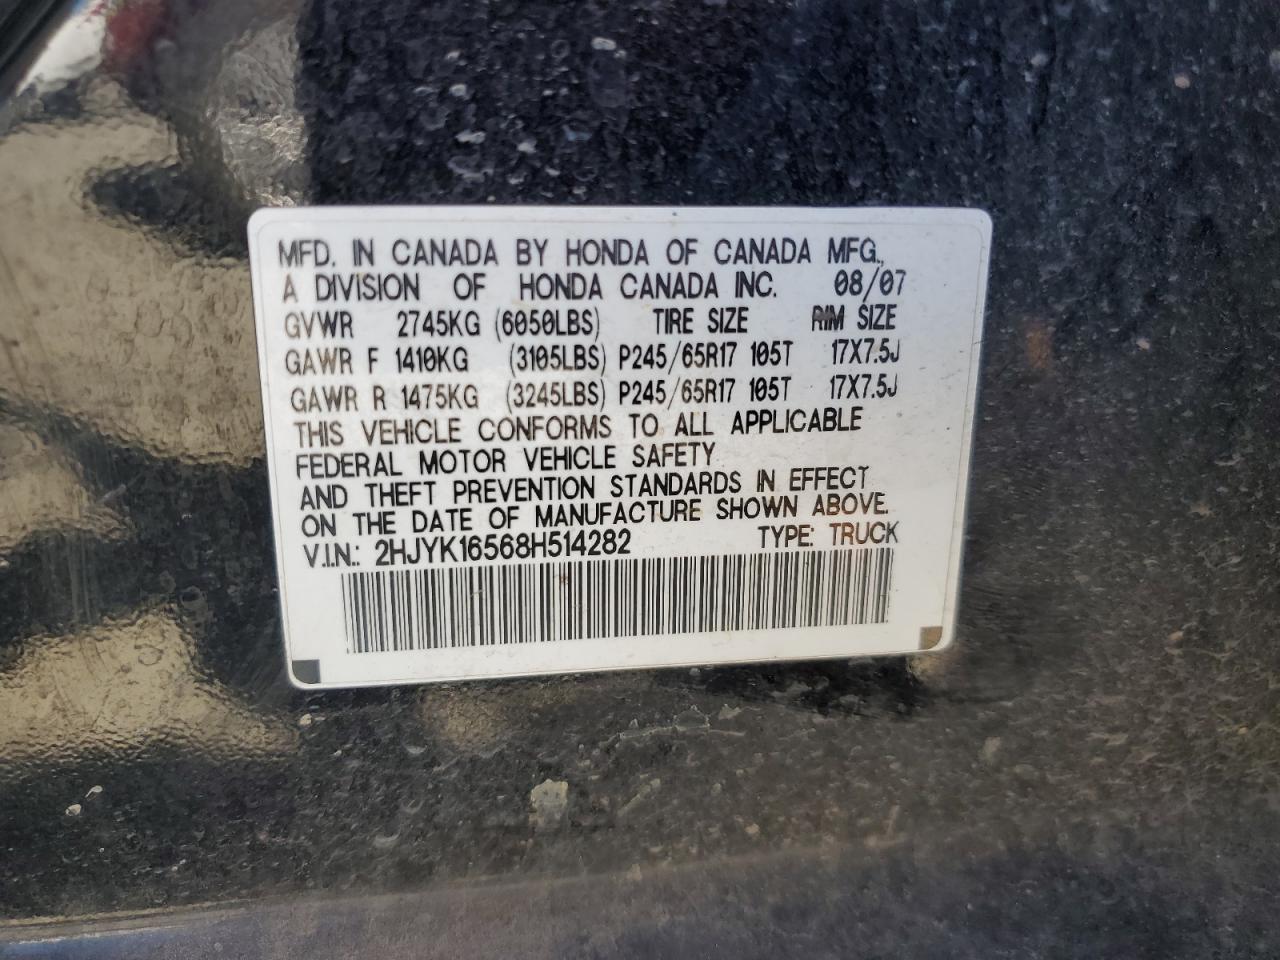 MFD. IN CANADA BY HONDA OF CANADA MFG.,
A DIVISION OF HONDA CANADA INC. 08/07
GVWR 2745KG (6050LBS) TIRE SIZE RIM SIZE
GAWR F 1410KG (3105LBS) P245/65R17 105T 17X7.5J
GAWR R 1475KG (3245LBS) P245/65R17 105T 17X7.5J
THIS VEHICLE CONFORMS TO ALL APPLICABLE
FEDERAL MOTOR VEHICLE SAFETY
AND THEFT PREVENTION STANDARDS IN EFFECT
ON THE DATE OF MANUFACTURE SHOWN ABOVE.
V.I.N.: 2HJYK16568H514282 TYPE: TRUCK